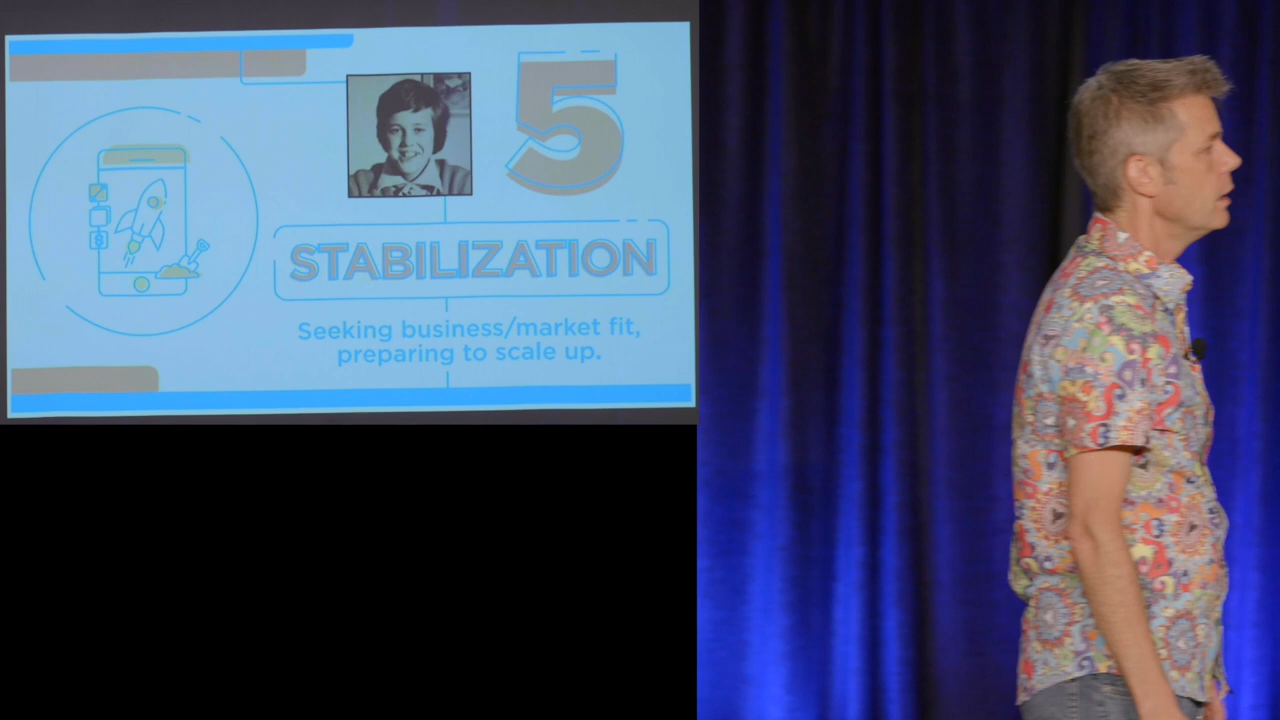 5
STABILIZATION
Seeking business/market fit,
preparing to scale up.